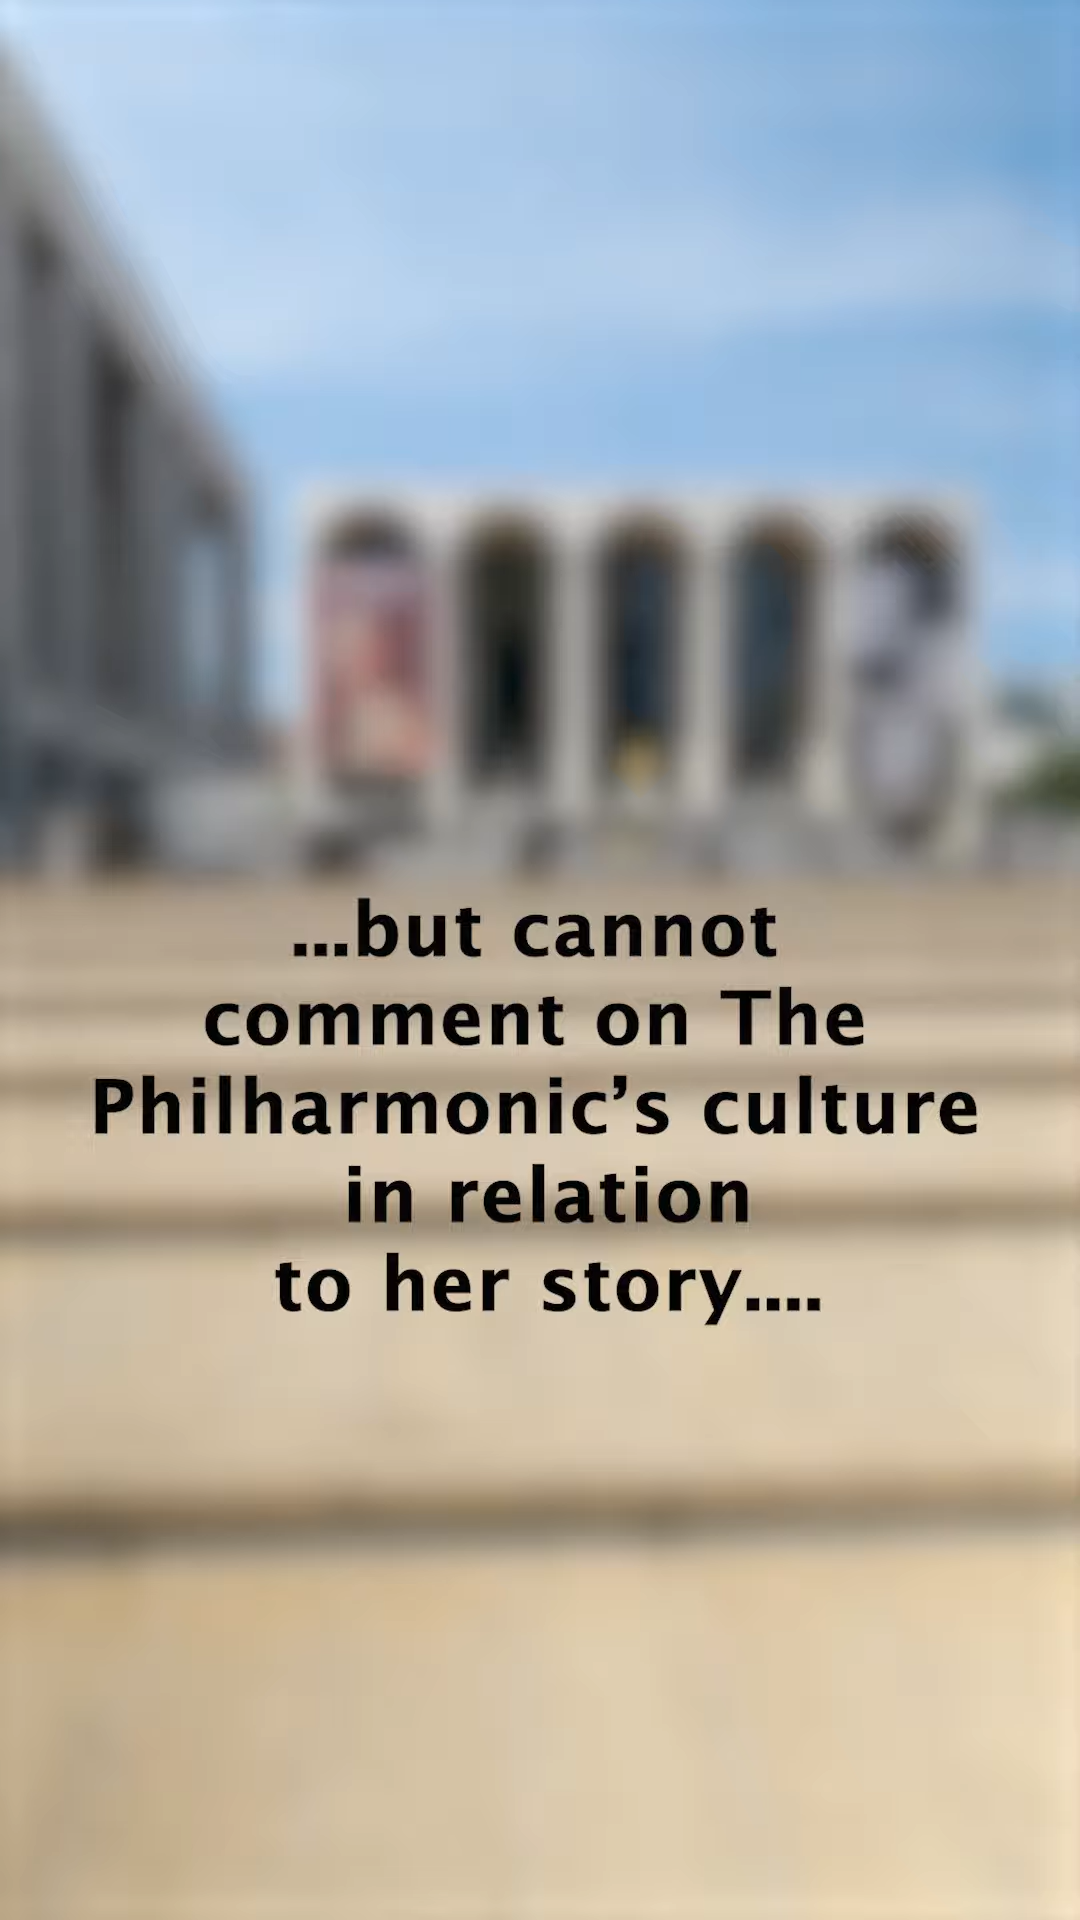 ...but cannot
comment on The
Philharmonic’s culture
in relation
to her story....